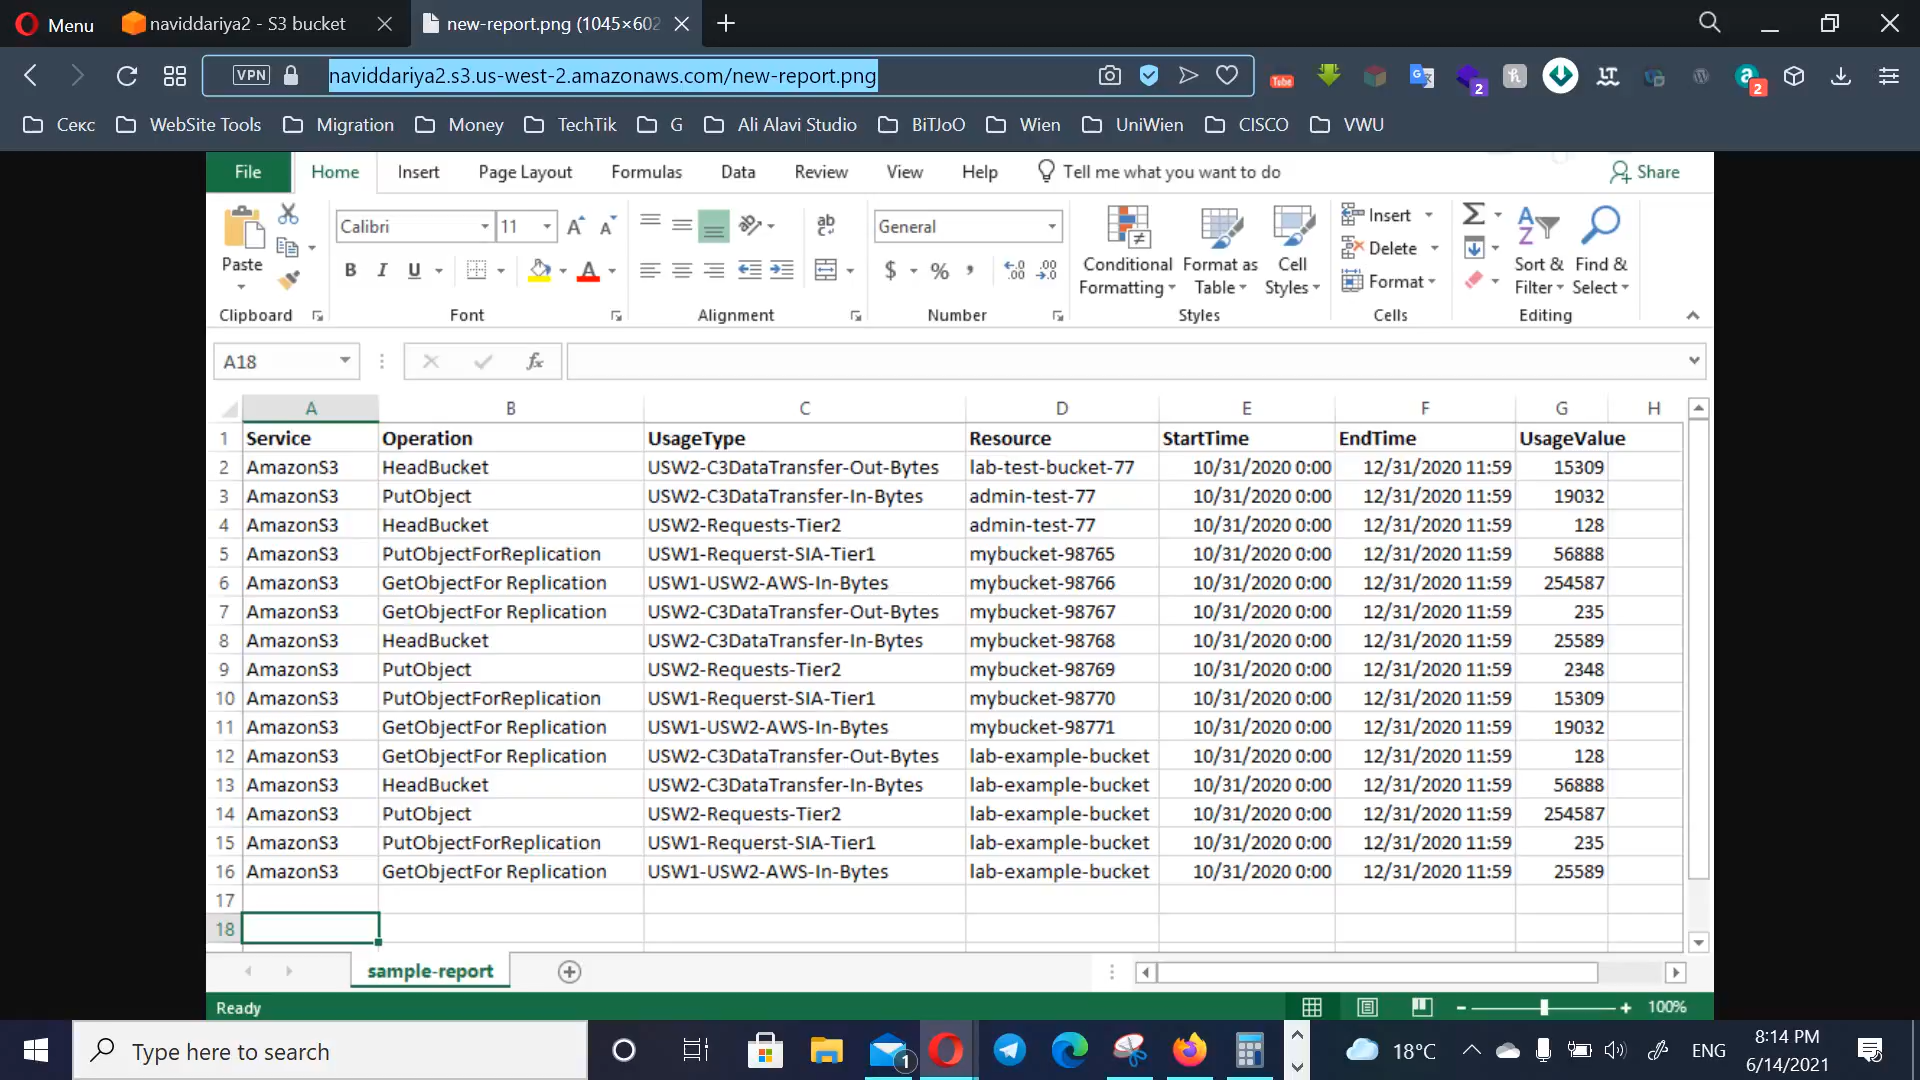 Menu naviddariya2 - S3 bucket new-report.png (1045×602
VPN naviddariya2.s3.us-west-2.amazonaws.com/new-report.png
Tube 2 2
Секс WebSite Tools Migration Money TechTik G Ali Alavi Studio BiTJoO Wien UniWien CISCO VWU
File Home Insert Page Layout Formulas Data Review View Help Tell me what you want to do Share
Calibri 11 General Insert
Paste Conditional Format as Cell Delete Sort & Find &
B I U $ % Formatting Table Styles Format Filter Select
Clipboard Font Alignment Number Styles Cells Editing
A18 fx
A B C D E F G H
1 Service Operation UsageType Resource StartTime EndTime UsageValue
2 AmazonS3 HeadBucket USW2-C3DataTransfer-Out-Bytes lab-test-bucket-77 10/31/2020 0:00 12/31/2020 11:59 15309
3 AmazonS3 PutObject USW2-C3DataTransfer-In-Bytes admin-test-77 10/31/2020 0:00 12/31/2020 11:59 19032
4 AmazonS3 HeadBucket USW2-Requests-Tier2 admin-test-77 10/31/2020 0:00 12/31/2020 11:59 128
5 AmazonS3 PutObjectForReplication USW1-Requerst-SIA-Tier1 mybucket-98765 10/31/2020 0:00 12/31/2020 11:59 56888
6 AmazonS3 GetObjectFor Replication USW1-USW2-AWS-In-Bytes mybucket-98766 10/31/2020 0:00 12/31/2020 11:59 254587
7 AmazonS3 GetObjectFor Replication USW2-C3DataTransfer-Out-Bytes mybucket-98767 10/31/2020 0:00 12/31/2020 11:59 235
8 AmazonS3 HeadBucket USW2-C3DataTransfer-In-Bytes mybucket-98768 10/31/2020 0:00 12/31/2020 11:59 25589
9 AmazonS3 PutObject USW2-Requests-Tier2 mybucket-98769 10/31/2020 0:00 12/31/2020 11:59 2348
10 AmazonS3 PutObjectForReplication USW1-Requerst-SIA-Tier1 mybucket-98770 10/31/2020 0:00 12/31/2020 11:59 15309
11 AmazonS3 GetObjectFor Replication USW1-USW2-AWS-In-Bytes mybucket-98771 10/31/2020 0:00 12/31/2020 11:59 19032
12 AmazonS3 GetObjectFor Replication USW2-C3DataTransfer-Out-Bytes lab-example-bucket 10/31/2020 0:00 12/31/2020 11:59 128
13 AmazonS3 HeadBucket USW2-C3DataTransfer-In-Bytes lab-example-bucket 10/31/2020 0:00 12/31/2020 11:59 56888
14 AmazonS3 PutObject USW2-Requests-Tier2 lab-example-bucket 10/31/2020 0:00 12/31/2020 11:59 254587
15 AmazonS3 PutObjectForReplication USW1-Requerst-SIA-Tier1 lab-example-bucket 10/31/2020 0:00 12/31/2020 11:59 235
16 AmazonS3 GetObjectFor Replication USW1-USW2-AWS-In-Bytes lab-example-bucket 10/31/2020 0:00 12/31/2020 11:59 25589
17
18
sample-report
Ready 100%
Type here to search 1 18°C ENG 8:14 PM
6/14/2021